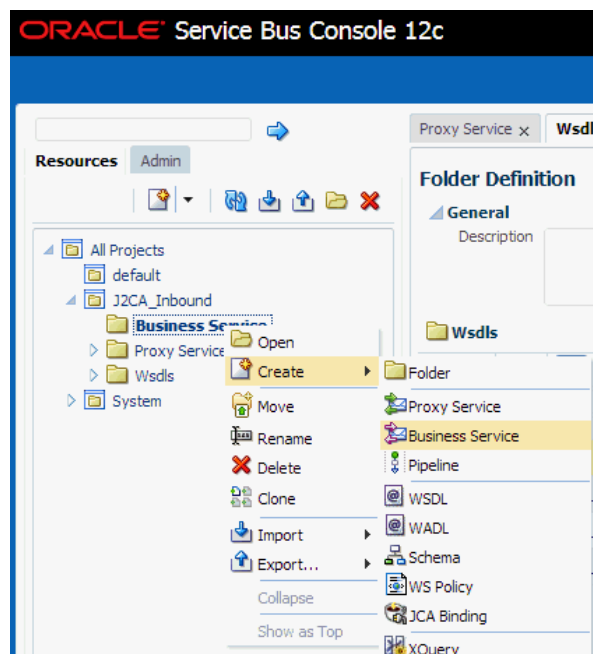 ORACLE® Service Bus Console 12c
Proxy Service x
Wsdl
Resources
Admin
Folder Definition
General
Description
All Projects
default
J2CA_Inbound
Business Service
Open
Wsdls
Proxy Service
Create
Folder
Wsdls
System
Move
Proxy Service
Rename
Business Service
Delete
Pipeline
Clone
WSDL
Import
WADL
Export...
Schema
Collapse
WS Policy
JCA Binding
Show as Top
XQuery